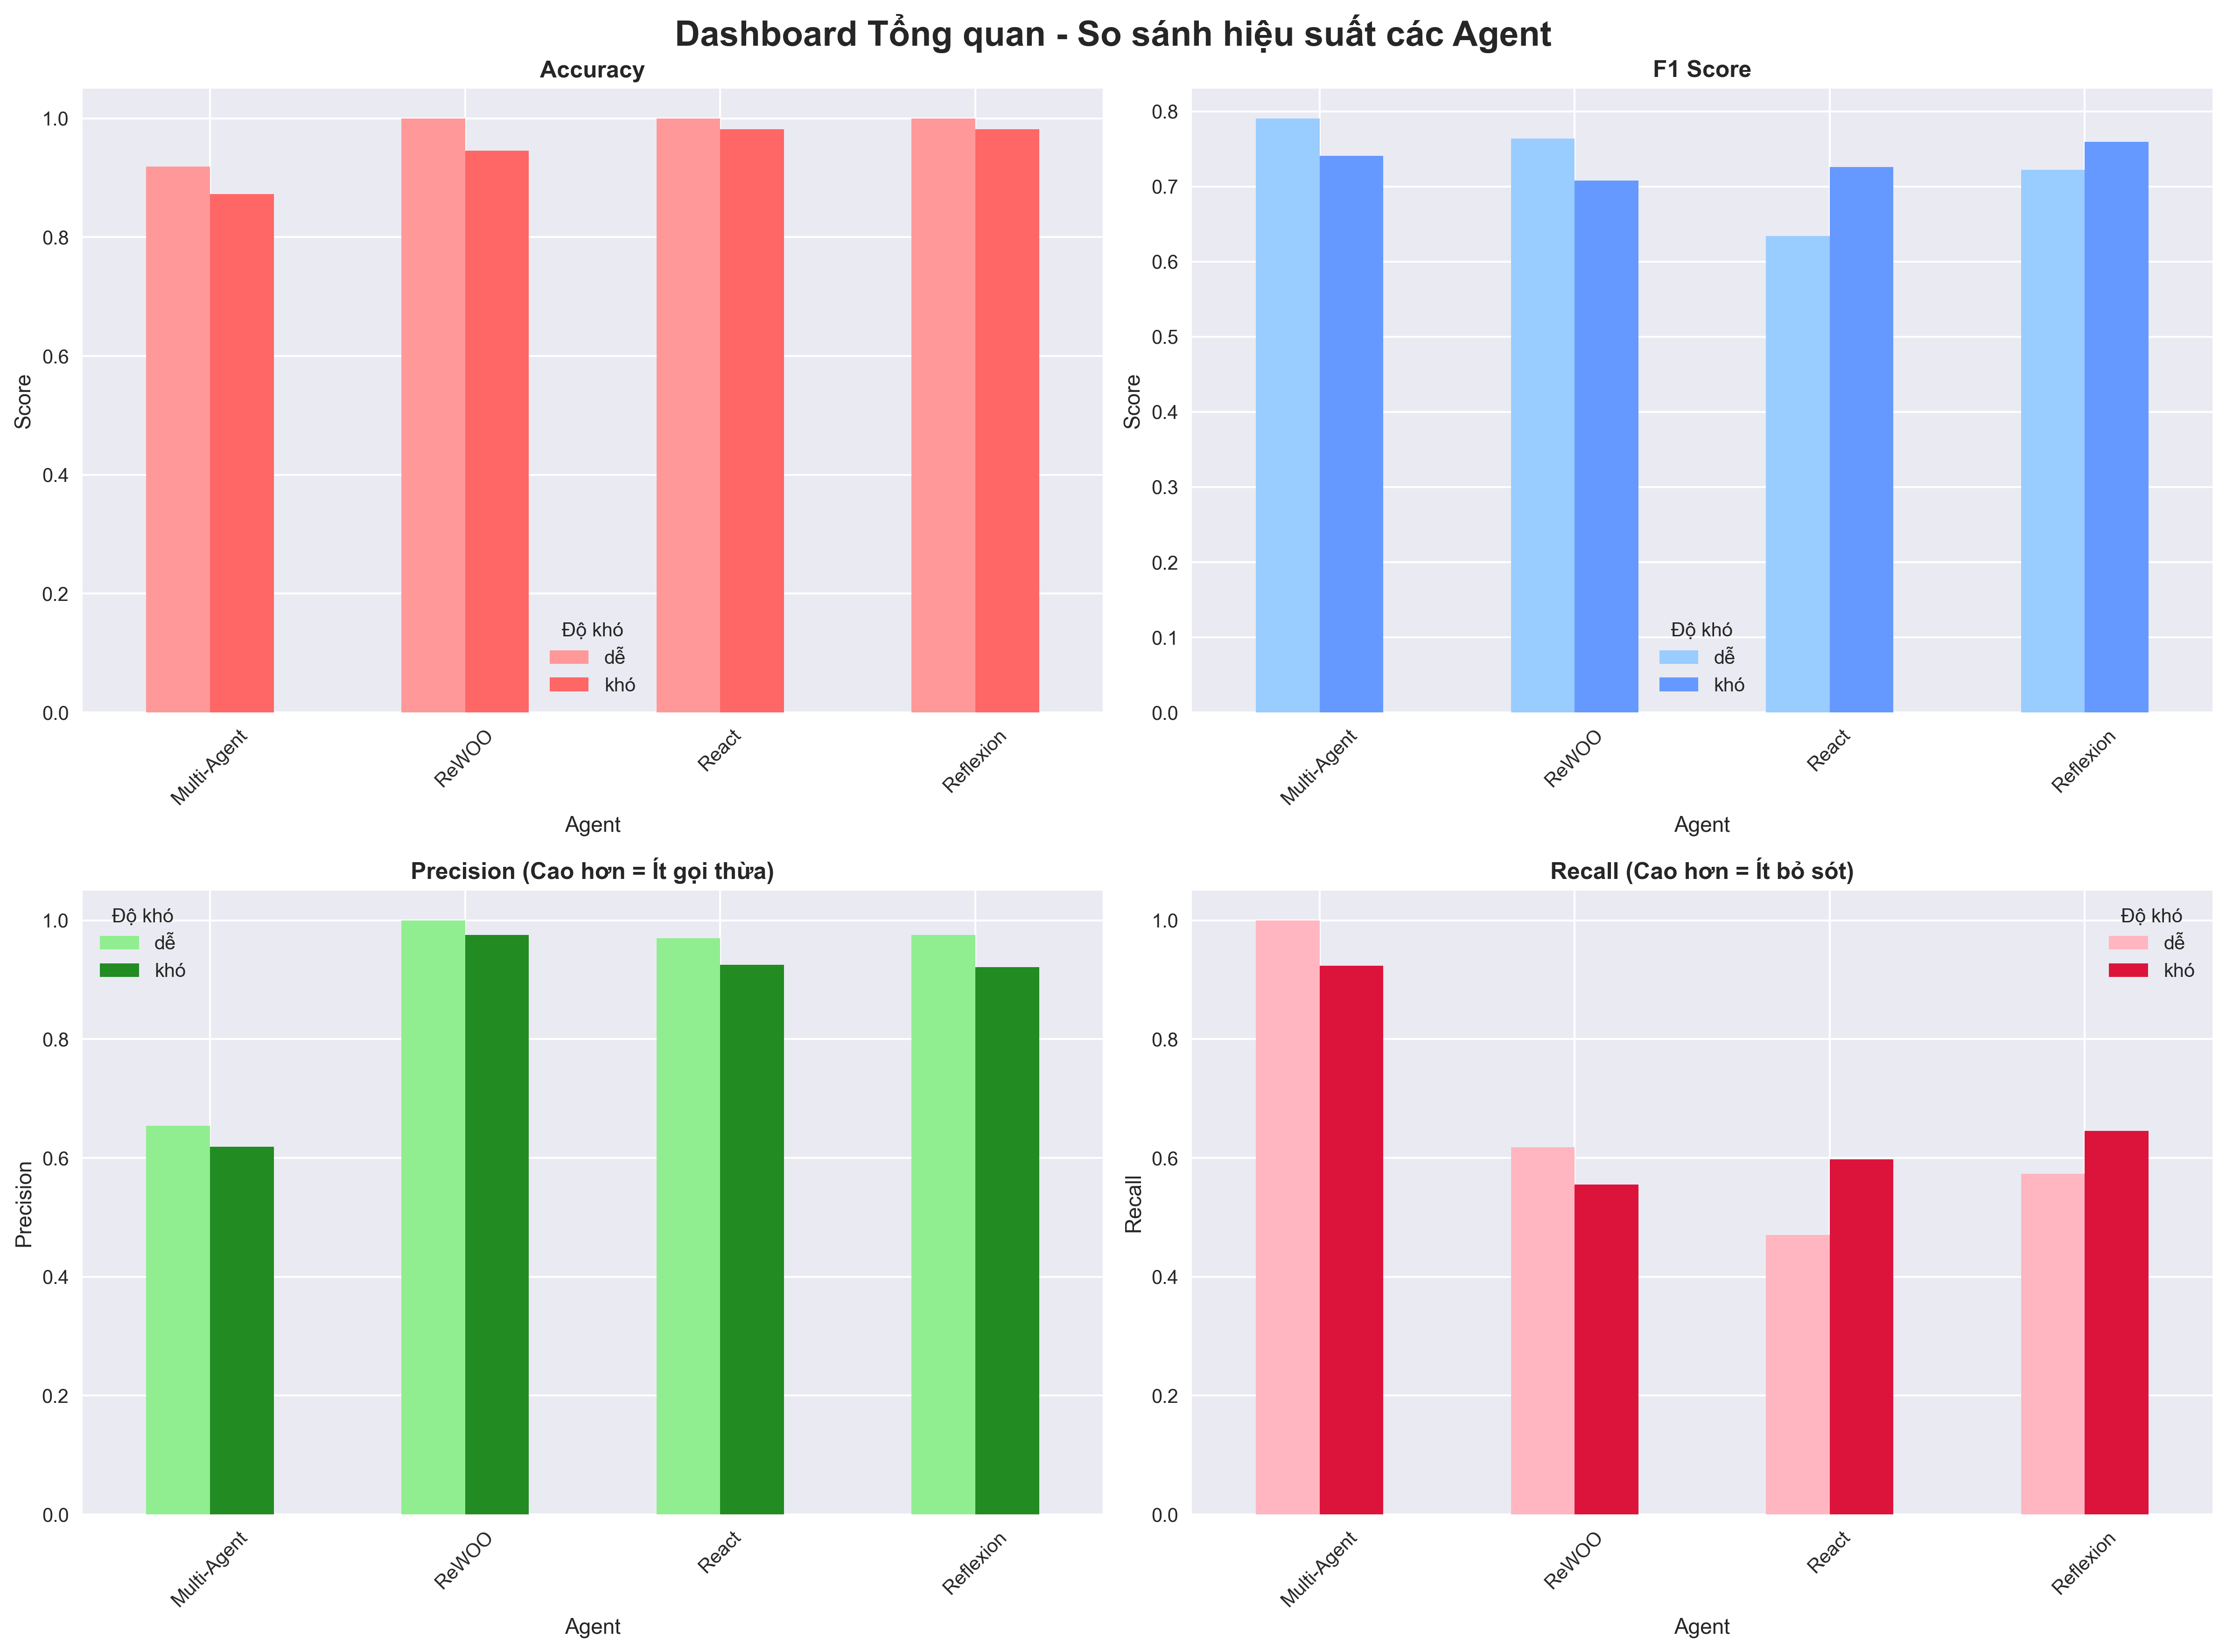 Dashboard Tổng quan - So sánh hiệu suất các Agent
Accuracy
Score
1.0
0.8
0.6
0.4
0.2
0.0
Độ khó
dễ
khó
Multi-Agent
ReWOO
React
Reflexion
Agent
F1 Score
Score
0.8
0.7
0.6
0.5
0.4
0.3
0.2
0.1
0.0
Độ khó
dễ
khó
Multi-Agent
ReWOO
React
Reflexion
Agent
Precision (Cao hơn = Ít gọi thừa)
Precision
1.0
0.8
0.6
0.4
0.2
0.0
Độ khó
dễ
khó
Multi-Agent
ReWOO
React
Reflexion
Agent
Recall (Cao hơn = Ít bỏ sót)
Recall
1.0
0.8
0.6
0.4
0.2
0.0
Độ khó
dễ
khó
Multi-Agent
ReWOO
React
Reflexion
Agent